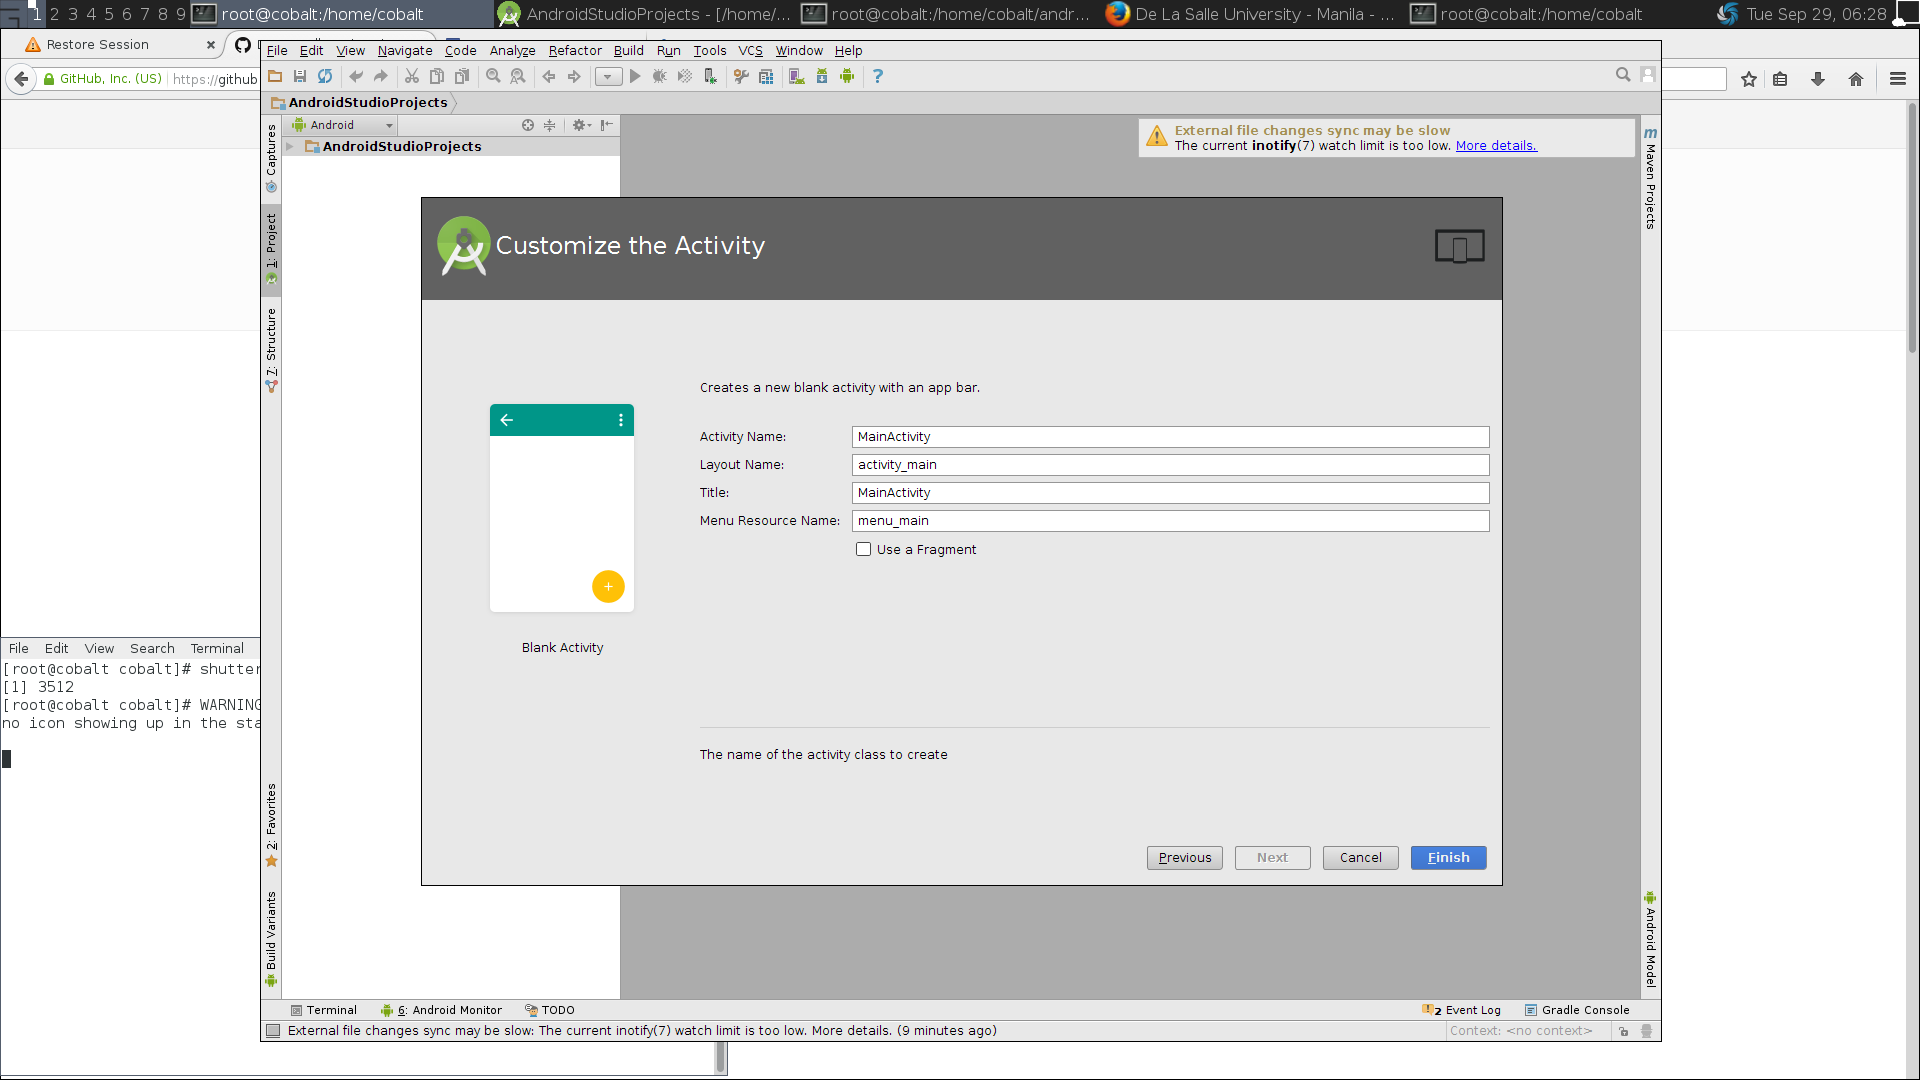 1 2 3 4 5 6 7 8 9 root@cobalt:/home/cobalt AndroidStudioProjects - [/home/... root@cobalt:/home/cobalt/andr... De La Salle University - Manila - ... root@cobalt:/home/cobalt Tue Sep 29, 06:28
Restore Session
GitHub, Inc. (US) https://github
File Edit View Navigate Code Analyze Refactor Build Run Tools VCS Window Help
AndroidStudioProjects
Android
AndroidStudioProjects
External file changes sync may be slow
The current inotify(7) watch limit is too low. More details.
Captures
1: Project
7: Structure
2: Favorites
Build Variants
Maven Projects
Android Model
Customize the Activity
Creates a new blank activity with an app bar.
Activity Name: MainActivity
Layout Name: activity_main
Title: MainActivity
Menu Resource Name: menu_main
Use a Fragment
Blank Activity
The name of the activity class to create
Previous Next Cancel Finish
File Edit View Search Terminal
[root@cobalt cobalt]# shutter
[1] 3512
[root@cobalt cobalt]# WARNING
no icon showing up in the sta
Terminal 6: Android Monitor TODO 2 Event Log Gradle Console
External file changes sync may be slow: The current inotify(7) watch limit is too low. More details. (9 minutes ago) Context: <no context>